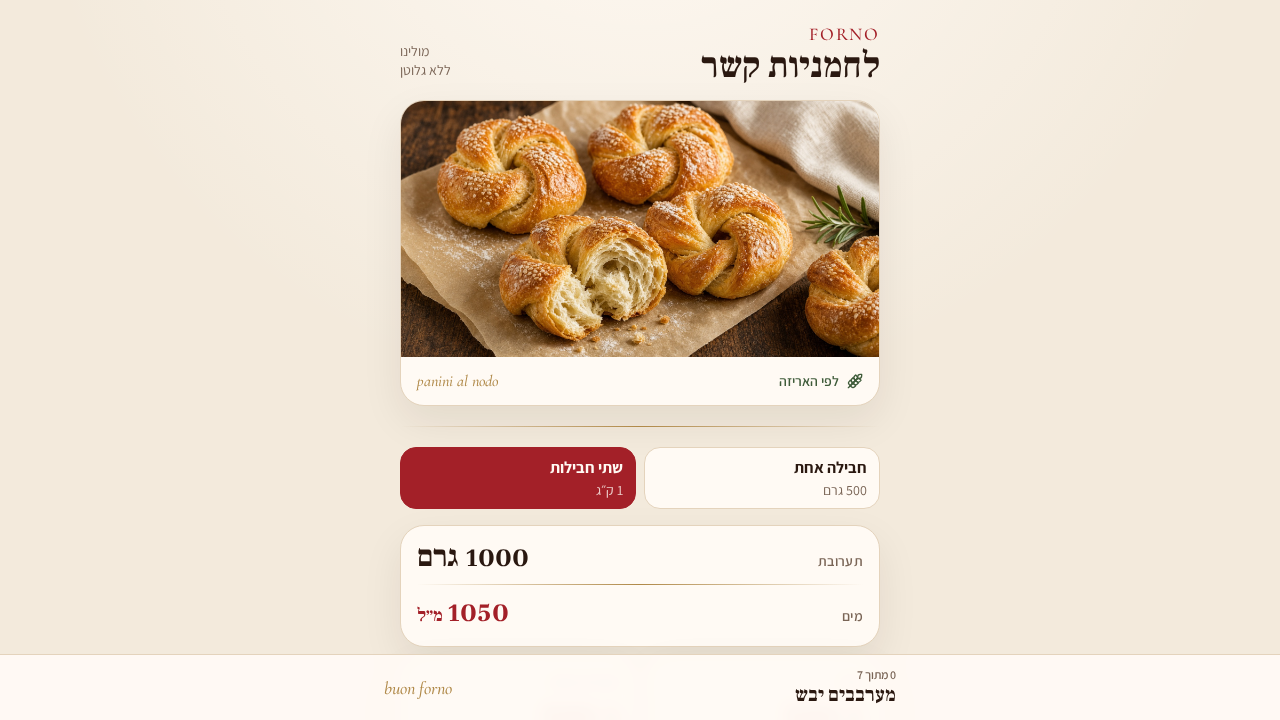 FORNO
לחמניות קשר
מולינו
ללא גלוטן
לפי האריזה
panini al nodo
חבילה אחת
500 גרם
שתי חבילות
1 ק״ג
תערובת
1000 גרם
מים
1050 מ״ל
0 מתוך 7
מערבבים יבש
buon forno